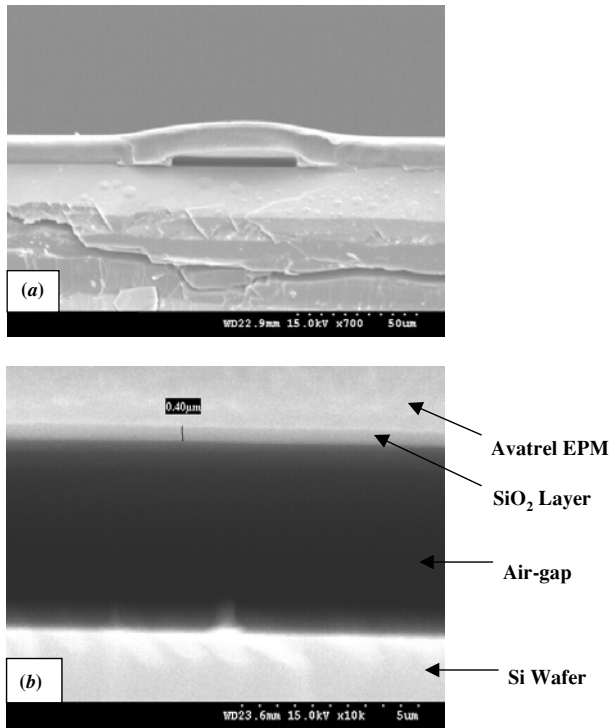 (a)
WD22.9mm 15.0kV x700 50um
0.40µm
Avatrel EPM
SiO₂ Layer
Air-gap
Si Wafer
(b)
WD23.6mm 15.0kV x10k 5um